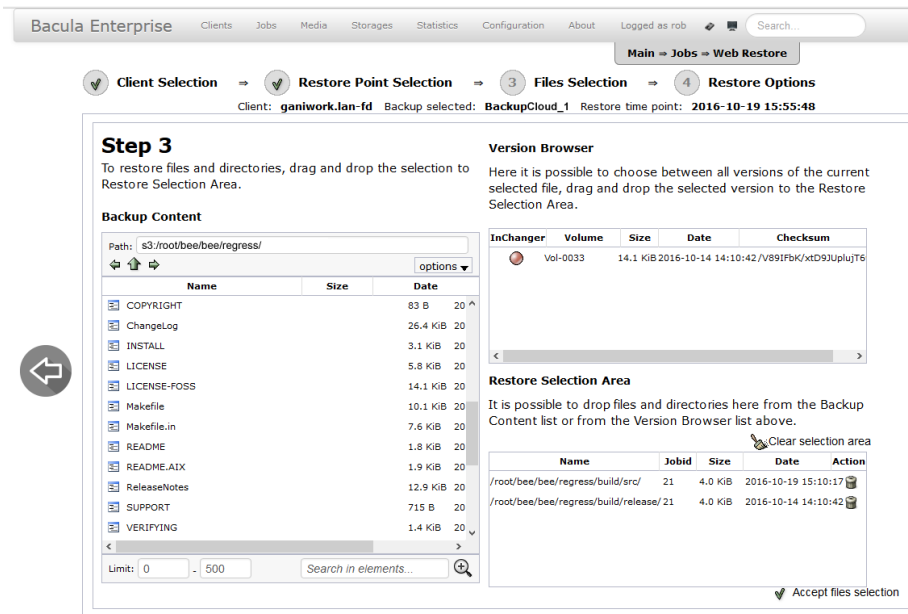 Bacula Enterprise Clients Jobs Media Storages Statistics Configuration About Logged as rob Search...
Main ⇒ Jobs ⇒ Web Restore
Client Selection ⇒ Restore Point Selection ⇒ 3 Files Selection ⇒ 4 Restore Options
Client: ganiwork.lan-fd Backup selected: BackupCloud_1 Restore time point: 2016-10-19 15:55:48
Step 3
To restore files and directories, drag and drop the selection to
Restore Selection Area.
Backup Content
Path: s3:/root/bee/bee/regress/
options
Name Size Date
COPYRIGHT 83 B 20
ChangeLog 26.4 KiB 20
INSTALL 3.1 KiB 20
LICENSE 5.8 KiB 20
LICENSE-FOSS 14.1 KiB 20
Makefile 10.1 KiB 20
Makefile.in 7.6 KiB 20
README 1.8 KiB 20
README.AIX 1.9 KiB 20
ReleaseNotes 12.9 KiB 20
SUPPORT 715 B 20
VERIFYING 1.4 KiB 20
Limit: 0 - 500 Search in elements...
Version Browser
Here it is possible to choose between all versions of the current
selected file, drag and drop the selected version to the Restore
Selection Area.
InChanger Volume Size Date Checksum
Vol-0033 14.1 KiB 2016-10-14 14:10:42 /V89IFbK/xtD9JUplujT6
Restore Selection Area
It is possible to drop files and directories here from the Backup
Content list or from the Version Browser list above.
Clear selection area
Name Jobid Size Date Action
/root/bee/bee/regress/build/src/ 21 4.0 KiB 2016-10-19 15:10:17
/root/bee/bee/regress/build/release/ 21 4.0 KiB 2016-10-14 14:10:42
Accept files selection